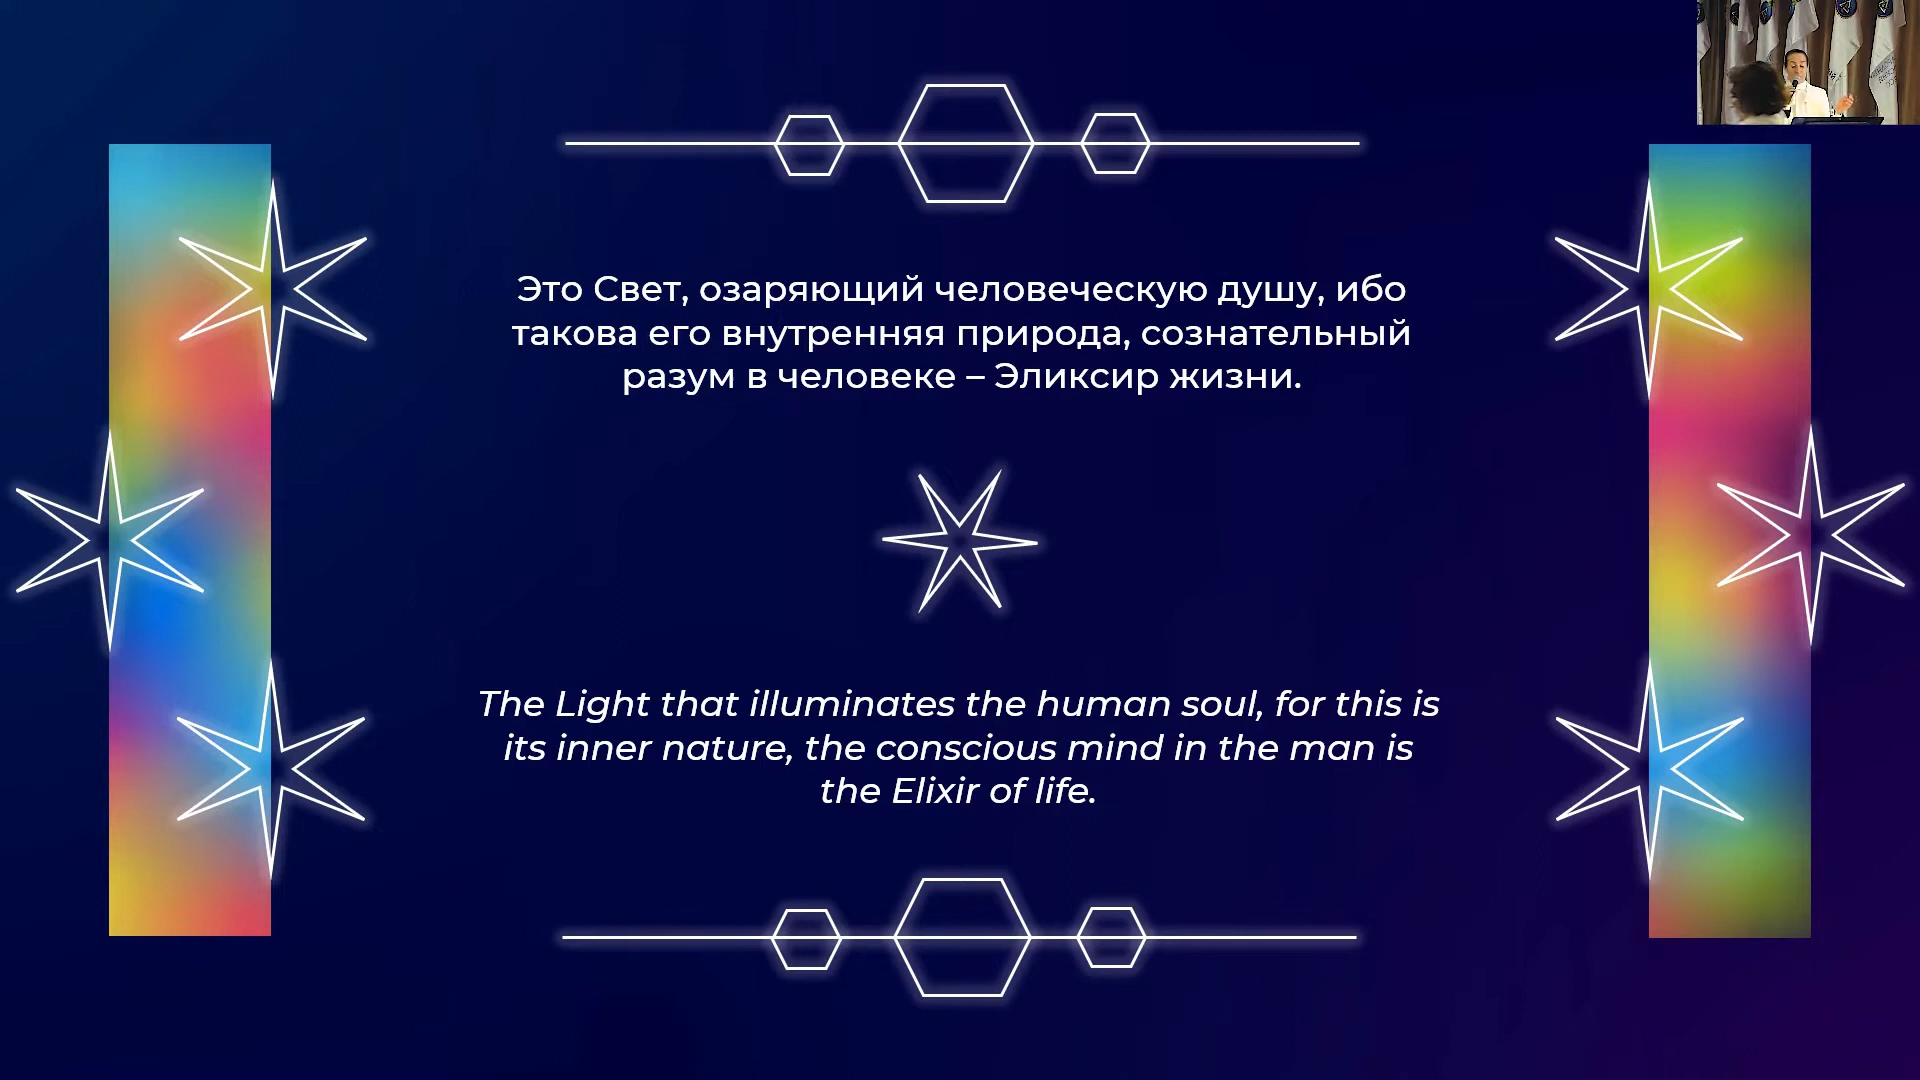 Это Свет, озаряющий человеческую душу, ибо
такова его внутренняя природа, сознательный
разум в человеке – Эликсир жизни.
The Light that illuminates the human soul, for this is
its inner nature, the conscious mind in the man is
the Elixir of life.